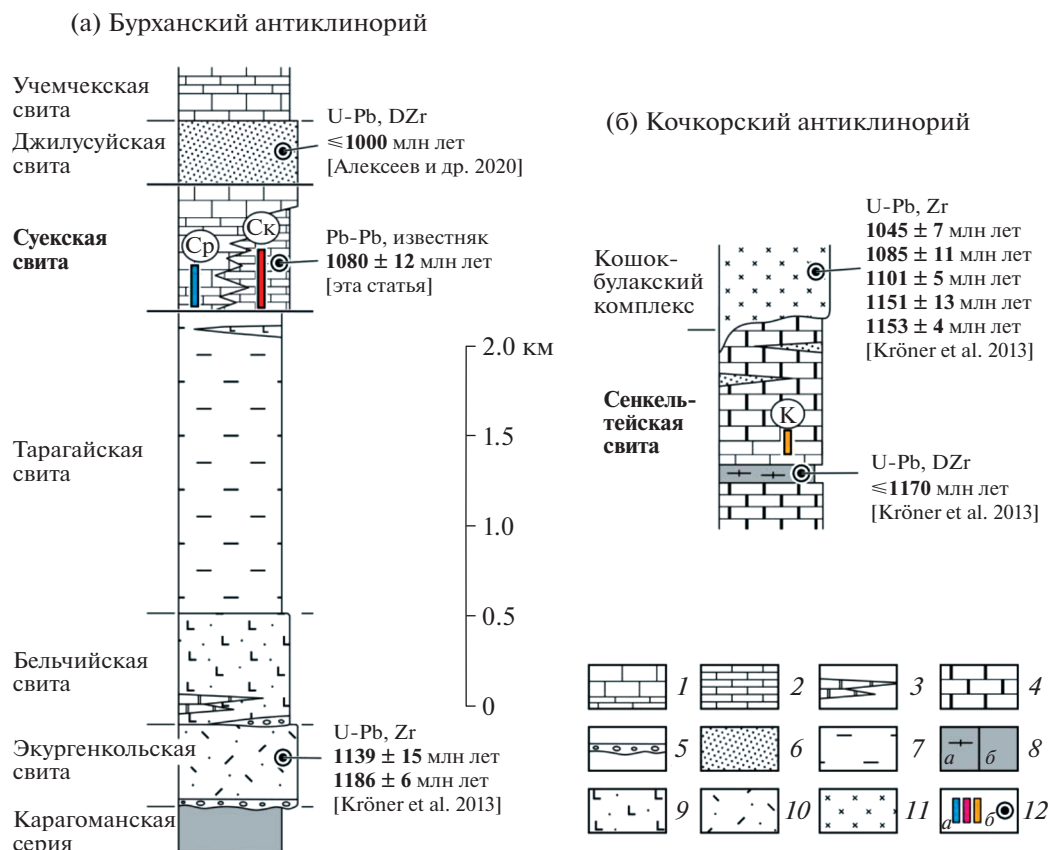 (а) Бурханский антиклинорий
Учемчекская
свита
Джилусуйская
свита
U-Pb, DZr
≤1000 млн лет
[Алексеев и др. 2020]
Суекская
свита
Ср
Ск
Pb-Pb, известняк
1080 ± 12 млн лет
[эта статья]
Тарагайская
свита
Бельчийская
свита
Экургенкольская
свита
U-Pb, Zr
1139 ± 15 млн лет
1186 ± 6 млн лет
[Kröner et al. 2013]
Карагоманская
серия
2.0 км
1.5
1.0
0.5
0
(б) Кочкорский антиклинорий
Кошок-
булакский
комплекс
U-Pb, Zr
1045 ± 7 млн лет
1085 ± 11 млн лет
1101 ± 5 млн лет
1151 ± 13 млн лет
1153 ± 4 млн лет
[Kröner et al. 2013]
Сенкель-
тейская
свита
К
U-Pb, DZr
≤1170 млн лет
[Kröner et al. 2013]
1 2 3 4
5 6 7 а б 8
9 10 11 а б 12